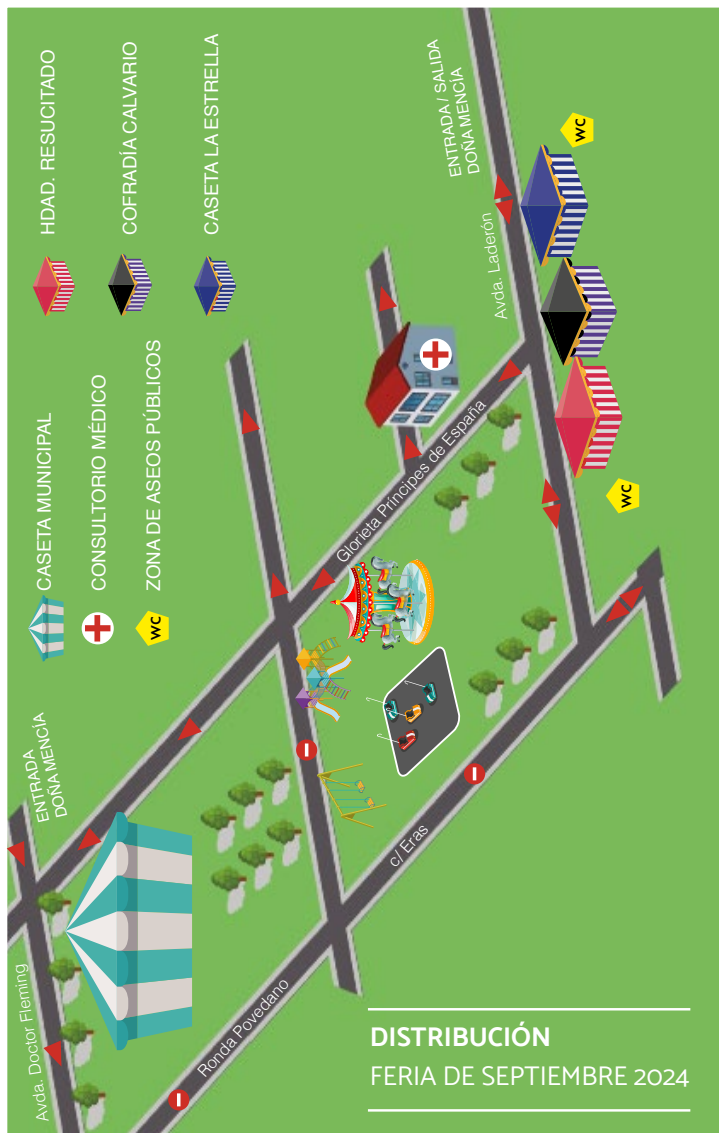 HDAD. RESUCITADO
COFRADÍA CALVARIO
CASETA LA ESTRELLA
CASETA MUNICIPAL
CONSULTORIO MÉDICO
WC
ZONA DE ASEOS PÚBLICOS
ENTRADA / SALIDA
DOÑA MENCÍA
WC
Avda. Laderón
Glorieta Príncipes de España
WC
ENTRADA
DOÑA MENCÍA
Avda. Doctor Fleming
c/ Eras
Ronda Povedano
DISTRIBUCIÓN
FERIA DE SEPTIEMBRE 2024